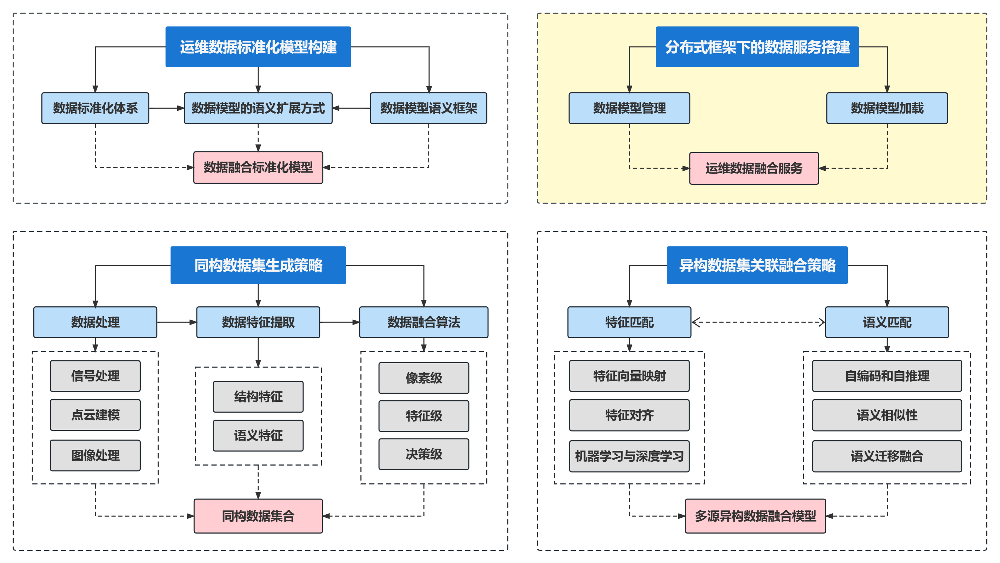 运维数据标准化模型构建
数据标准化体系
数据模型的语义扩展方式
数据模型语义框架
数据融合标准化模型
分布式框架下的数据服务搭建
数据模型管理
数据模型加载
运维数据融合服务
同构数据集生成策略
数据处理
数据特征提取
数据融合算法
信号处理
点云建模
图像处理
结构特征
语义特征
像素级
特征级
决策级
同构数据集合
异构数据集关联融合策略
特征匹配
语义匹配
特征向量映射
特征对齐
机器学习与深度学习
自编码和自推理
语义相似性
语义迁移融合
多源异构数据融合模型